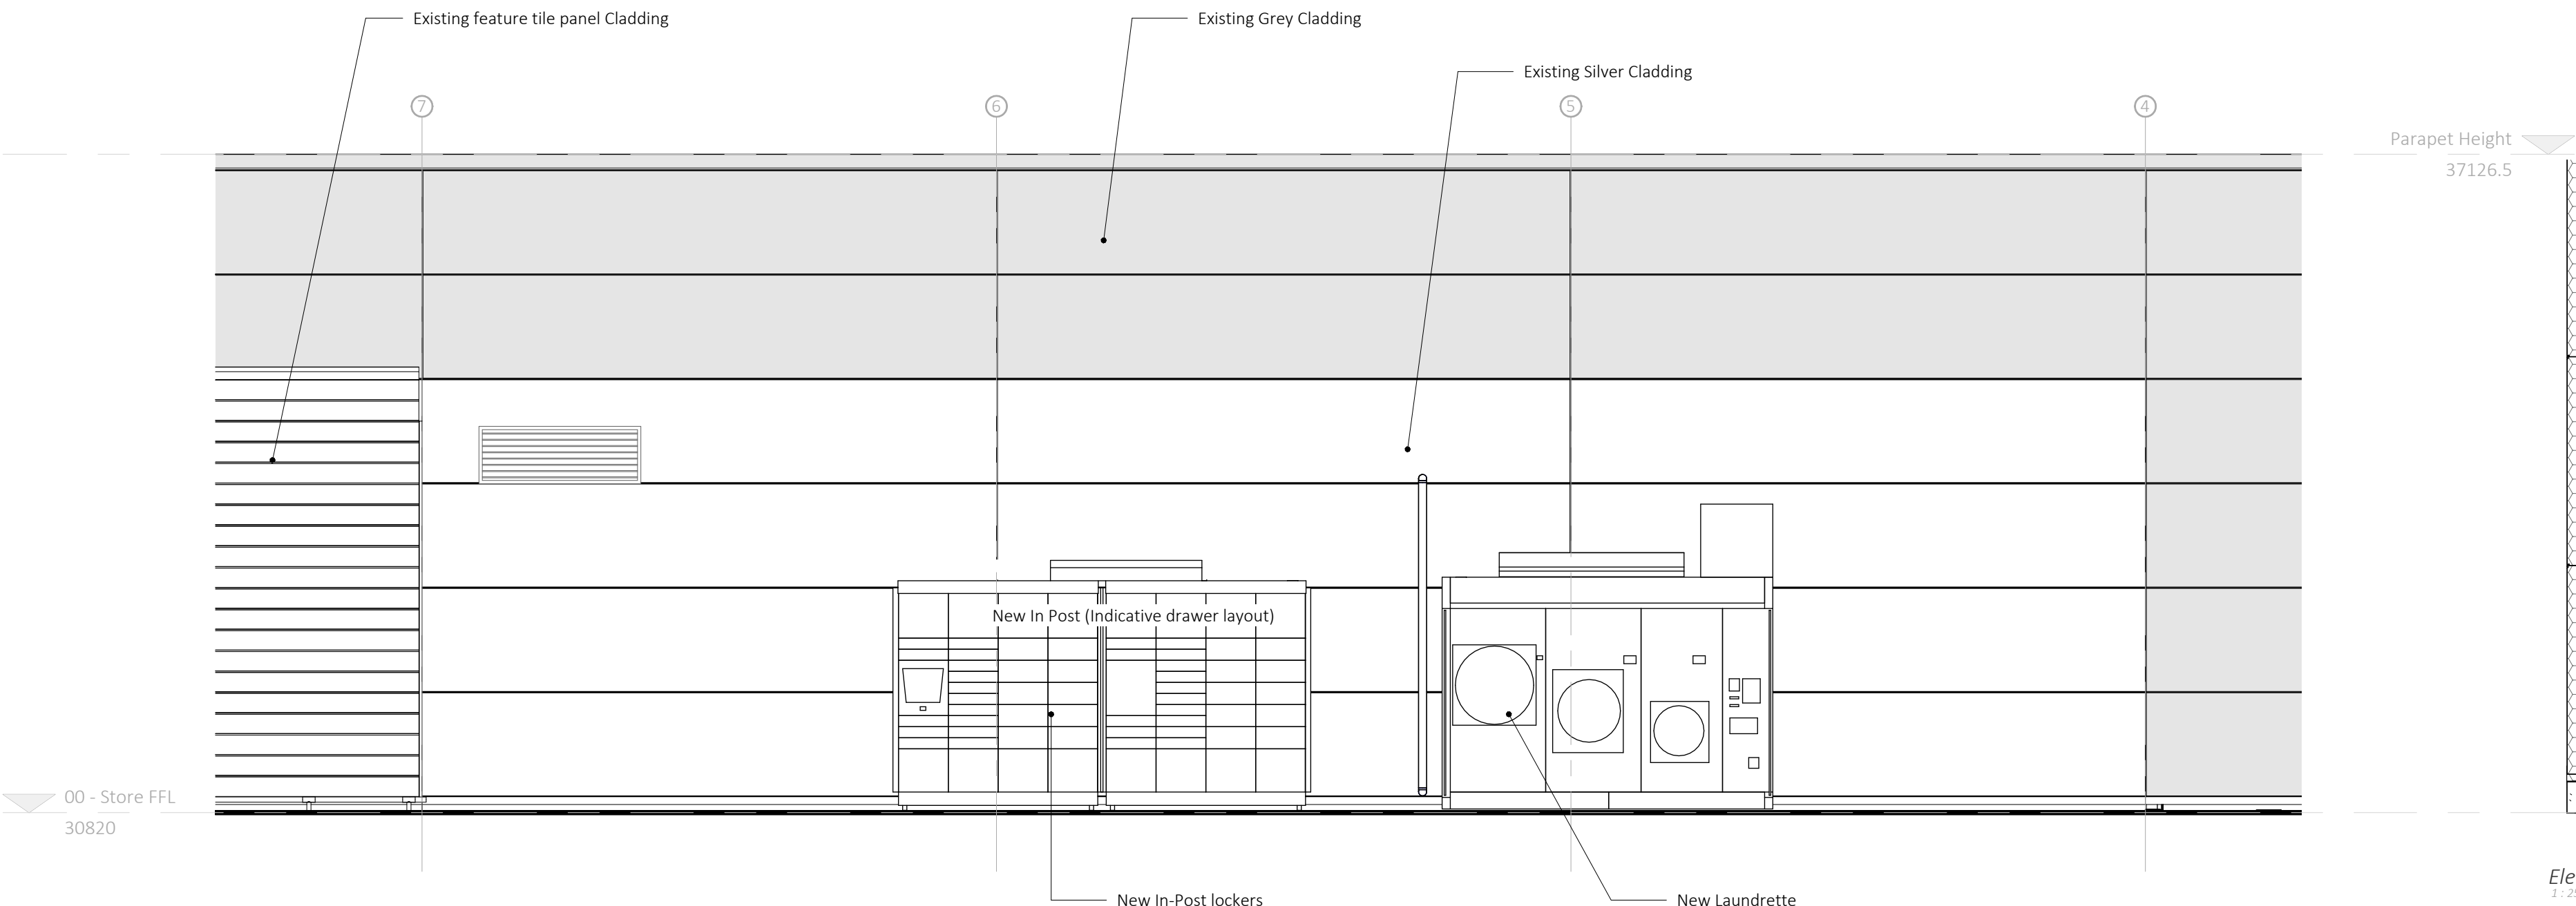 Existing feature tile panel Cladding
Existing Grey Cladding
Existing Silver Cladding
7
6
5
4
Parapet Height
37126.5
New In Post (Indicative drawer layout)
00 - Store FFL
30820
New In-Post lockers
New Laundrette